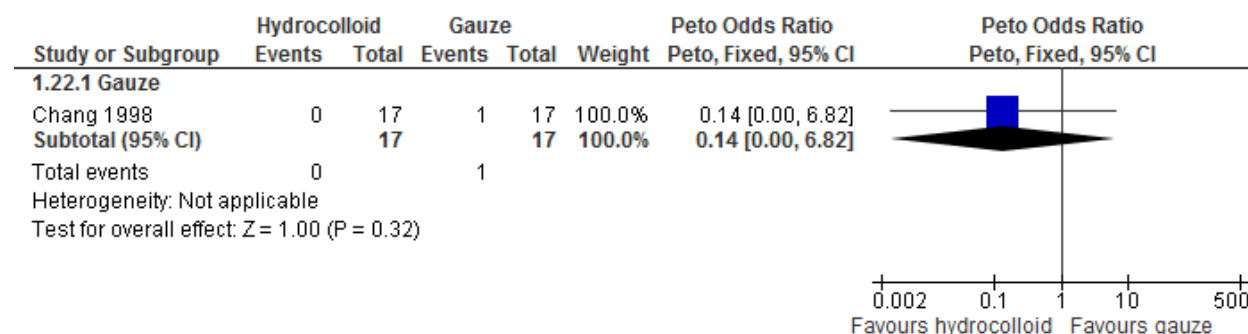 Hydrocolloid Gauze Peto Odds Ratio Peto Odds Ratio
Study or Subgroup Events Total Events Total Weight Peto, Fixed, 95% CI Peto, Fixed, 95% CI
1.22.1 Gauze
Chang 1998 0 17 1 17 100.0% 0.14 [0.00, 6.82]
Subtotal (95% CI) 17 17 100.0% 0.14 [0.00, 6.82]
Total events 0 1
Heterogeneity: Not applicable
Test for overall effect: Z = 1.00 (P = 0.32)
0.002 0.1 1 10 500
Favours hydrocolloid Favours gauze